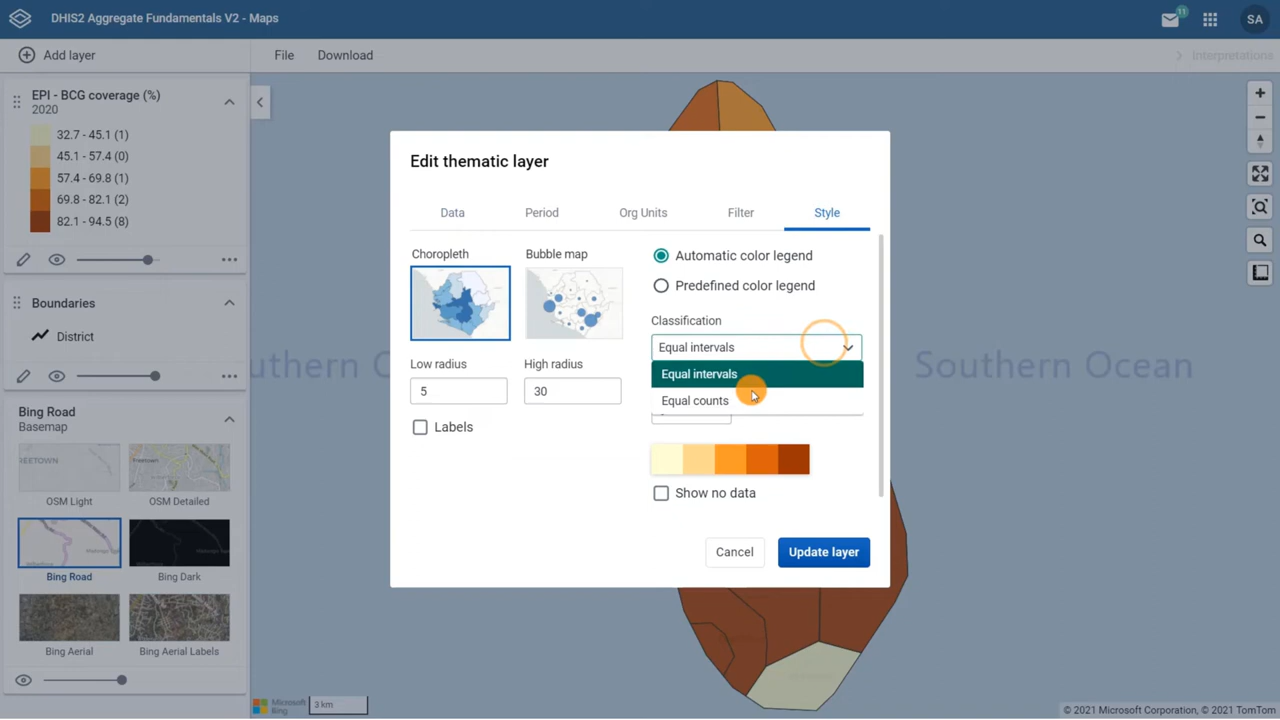 DHIS2 Aggregate Fundamentals V2 - Maps
11
SA
Add layer
File
Download
Interpretations
EPI - BCG coverage (%)
2020
32.7 - 45.1 (1)
45.1 - 57.4 (0)
57.4 - 69.8 (1)
69.8 - 82.1 (2)
82.1 - 94.5 (8)
Boundaries
District
Bing Road
Basemap
REETOWN
Freetown
OSM Light
OSM Detailed
Bing Road
Bing Dark
Bing Aerial
Bing Aerial Labels
Edit thematic layer
Data
Period
Org Units
Filter
Style
Choropleth
Bubble map
Low radius
High radius
5
30
Labels
Automatic color legend
Predefined color legend
Classification
Equal intervals
Equal intervals
Equal counts
Show no data
Cancel
Update layer
Southern Ocean
Microsoft
Bing
3 km
© 2021 Microsoft Corporation, © 2021 TomTom